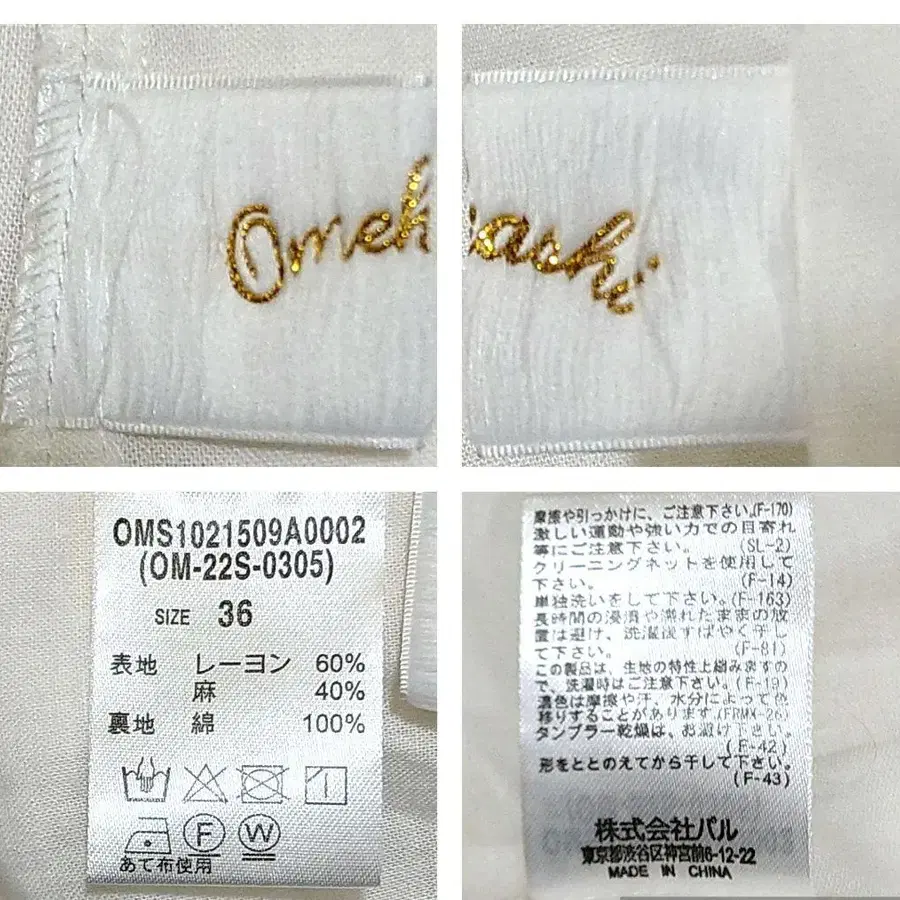 Omek
ashi
OMS1021509A0002
(OM-22S-0305)
SIZE 36
表地 レーヨン 60%
麻 40%
裏地 綿 100%
F W
あて布使用
摩擦や引っかけに、ご注意下さい。(F-170)
激しい運動や強い力での目寄れ
等にご注意下さい。 (SL-2)
クリーニングネットを使用して
下さい。 (F-14)
単独洗いをして下さい。(F-163)
長時間の浸漬や濡れたままの放
置は避け、洗濯後すばやく干し
て下さい。 (F-81)
この製品は、生地の特性上縮みますの
で、洗濯時はご注意下さい。(F-19)
濃色は摩擦や汗、水分によって色
移りすることがあります。(FRMX-26)
タンブラー乾燥は、お避け下さい。
(F-42)
形をととのえてから干して下さい。
(F-43)
株式会社パル
東京都渋谷区神宮前6-12-22
MADE IN CHINA